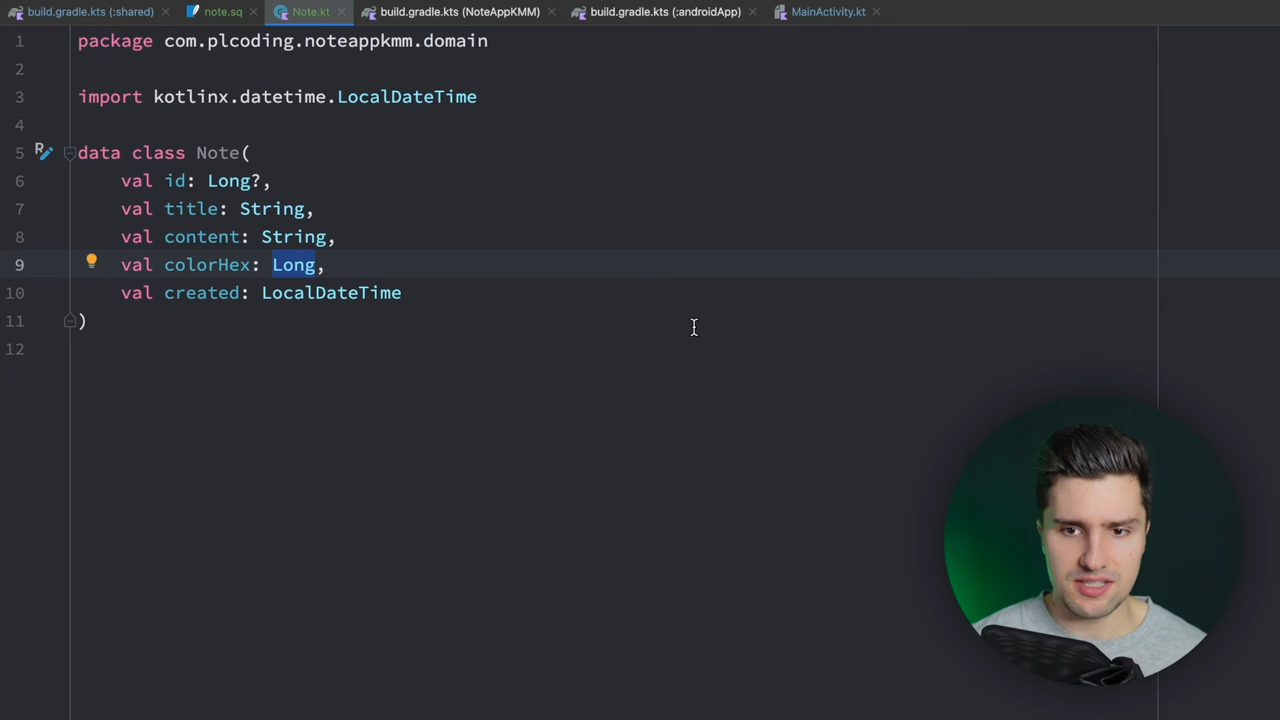 build.gradle.kts (:shared) note.sq Note.kt build.gradle.kts (NoteAppKMM) build.gradle.kts (:androidApp) MainActivity.kt
1 package com.plcoding.noteappkmm.domain
2
3 import kotlinx.datetime.LocalDateTime
4
5 data class Note(
6 val id: Long?,
7 val title: String,
8 val content: String,
9 val colorHex: Long,
10 val created: LocalDateTime
11 )
12